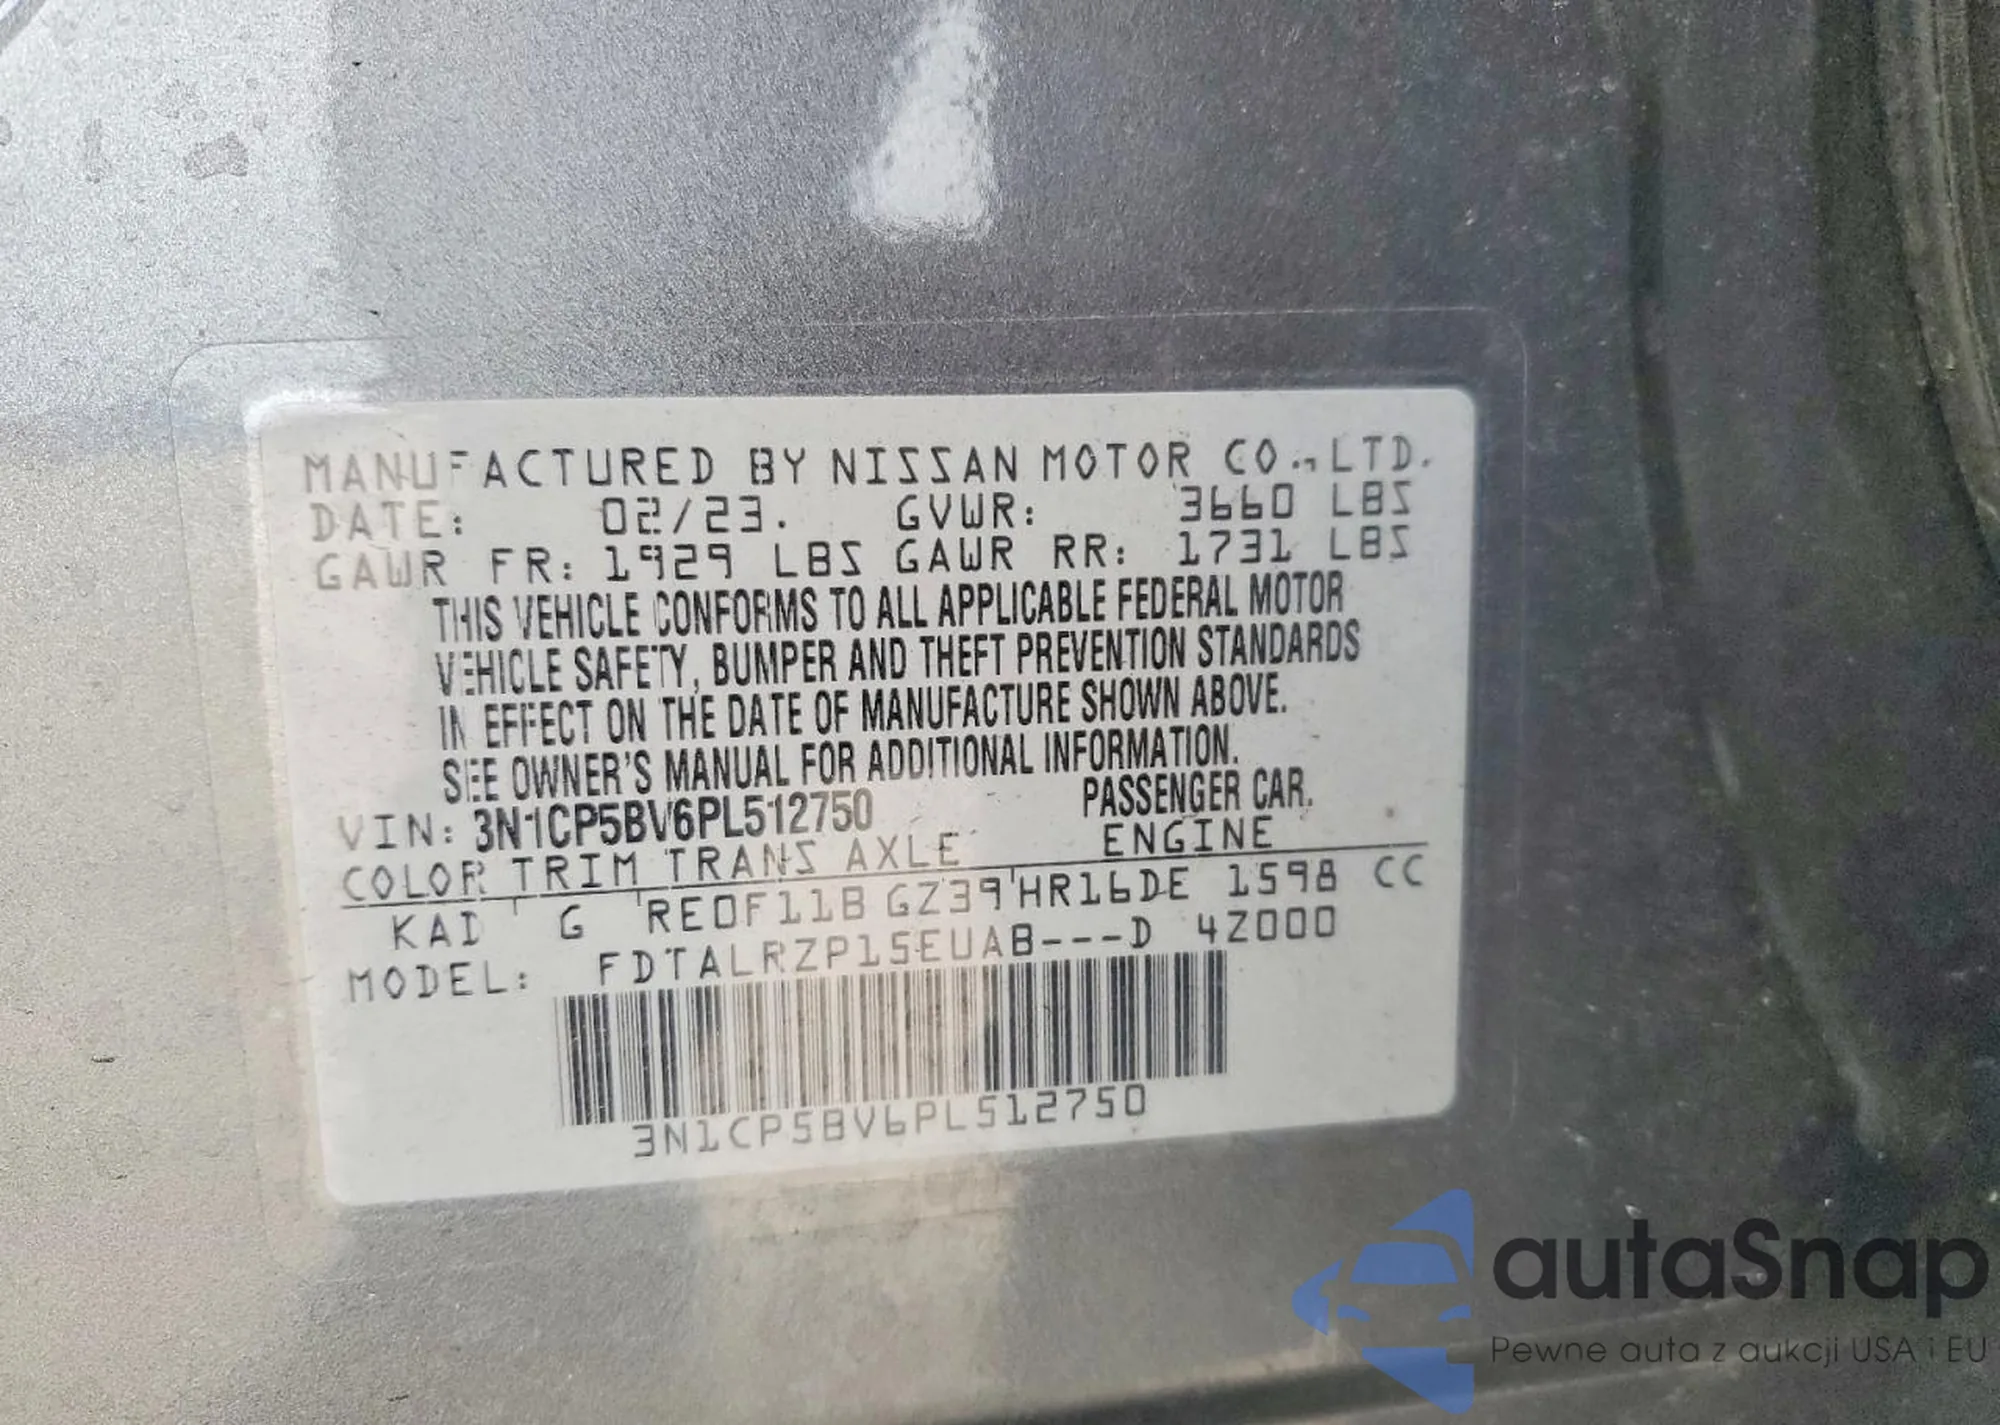 MANUFACTURED BY NISSAN MOTOR CO., LTD.
DATE: 02/23. GVWR: 3660 LBS
GAWR FR: 1929 LBS GAWR RR: 1731 LBS
THIS VEHICLE CONFORMS TO ALL APPLICABLE FEDERAL MOTOR
VEHICLE SAFETY, BUMPER AND THEFT PREVENTION STANDARDS
IN EFFECT ON THE DATE OF MANUFACTURE SHOWN ABOVE.
SEE OWNER'S MANUAL FOR ADDITIONAL INFORMATION.
VIN: 3N1CP5BV6PL512750 PASSENGER CAR.
COLOR TRIM TRANS AXLE ENGINE
KAD G RE0F11B GZ39 HR16DE 1598 CC
MODEL: FDTALRZP15EUAB---D 4Z000
3N1CP5BV6PL512750
autaSnap
Pewne auta z aukcji USA i EU